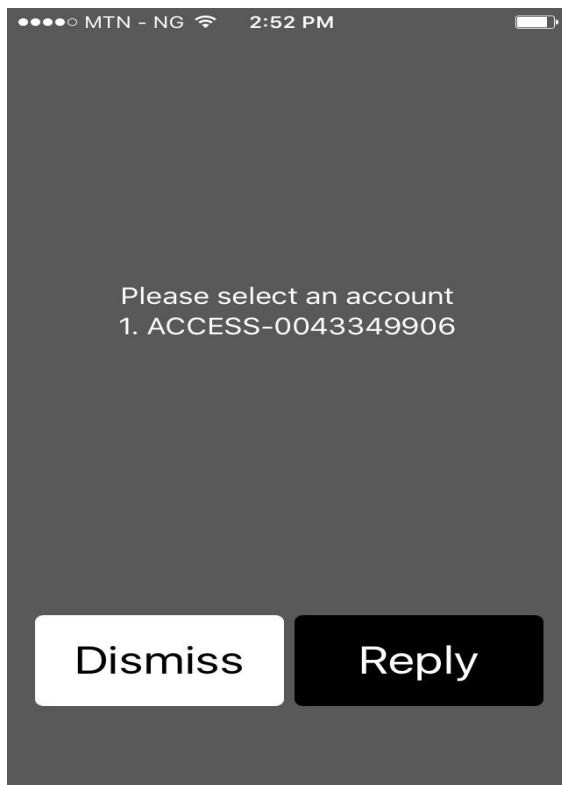 MTN - NG 2:52 PM
Please select an account
1. ACCESS-0043349906
Dismiss Reply